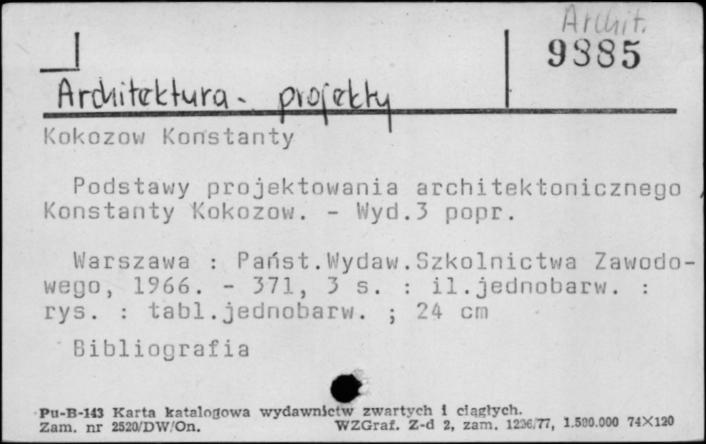 Archit.
9885
Architektura - projekty
Kokozow Konstanty
Podstawy projektowania architektonicznego /
Konstanty Kokozow. - Wyd.3 popr.
Warszawa : Państ.Wydaw.Szkolnictwa Zawodo-
wego, 1966. - 371, 3 s. : il.jednobarw. :
rys. : tabl.jednobarw. ; 24 cm
Bibliografia
Pu-B-143 Karta katalogowa wydawnictw zwartych i ciągłych.
Zam. nr 2520/DW/On. WZGraf. Z-d 2, zam. 1236/77, 1.500.000 74X120